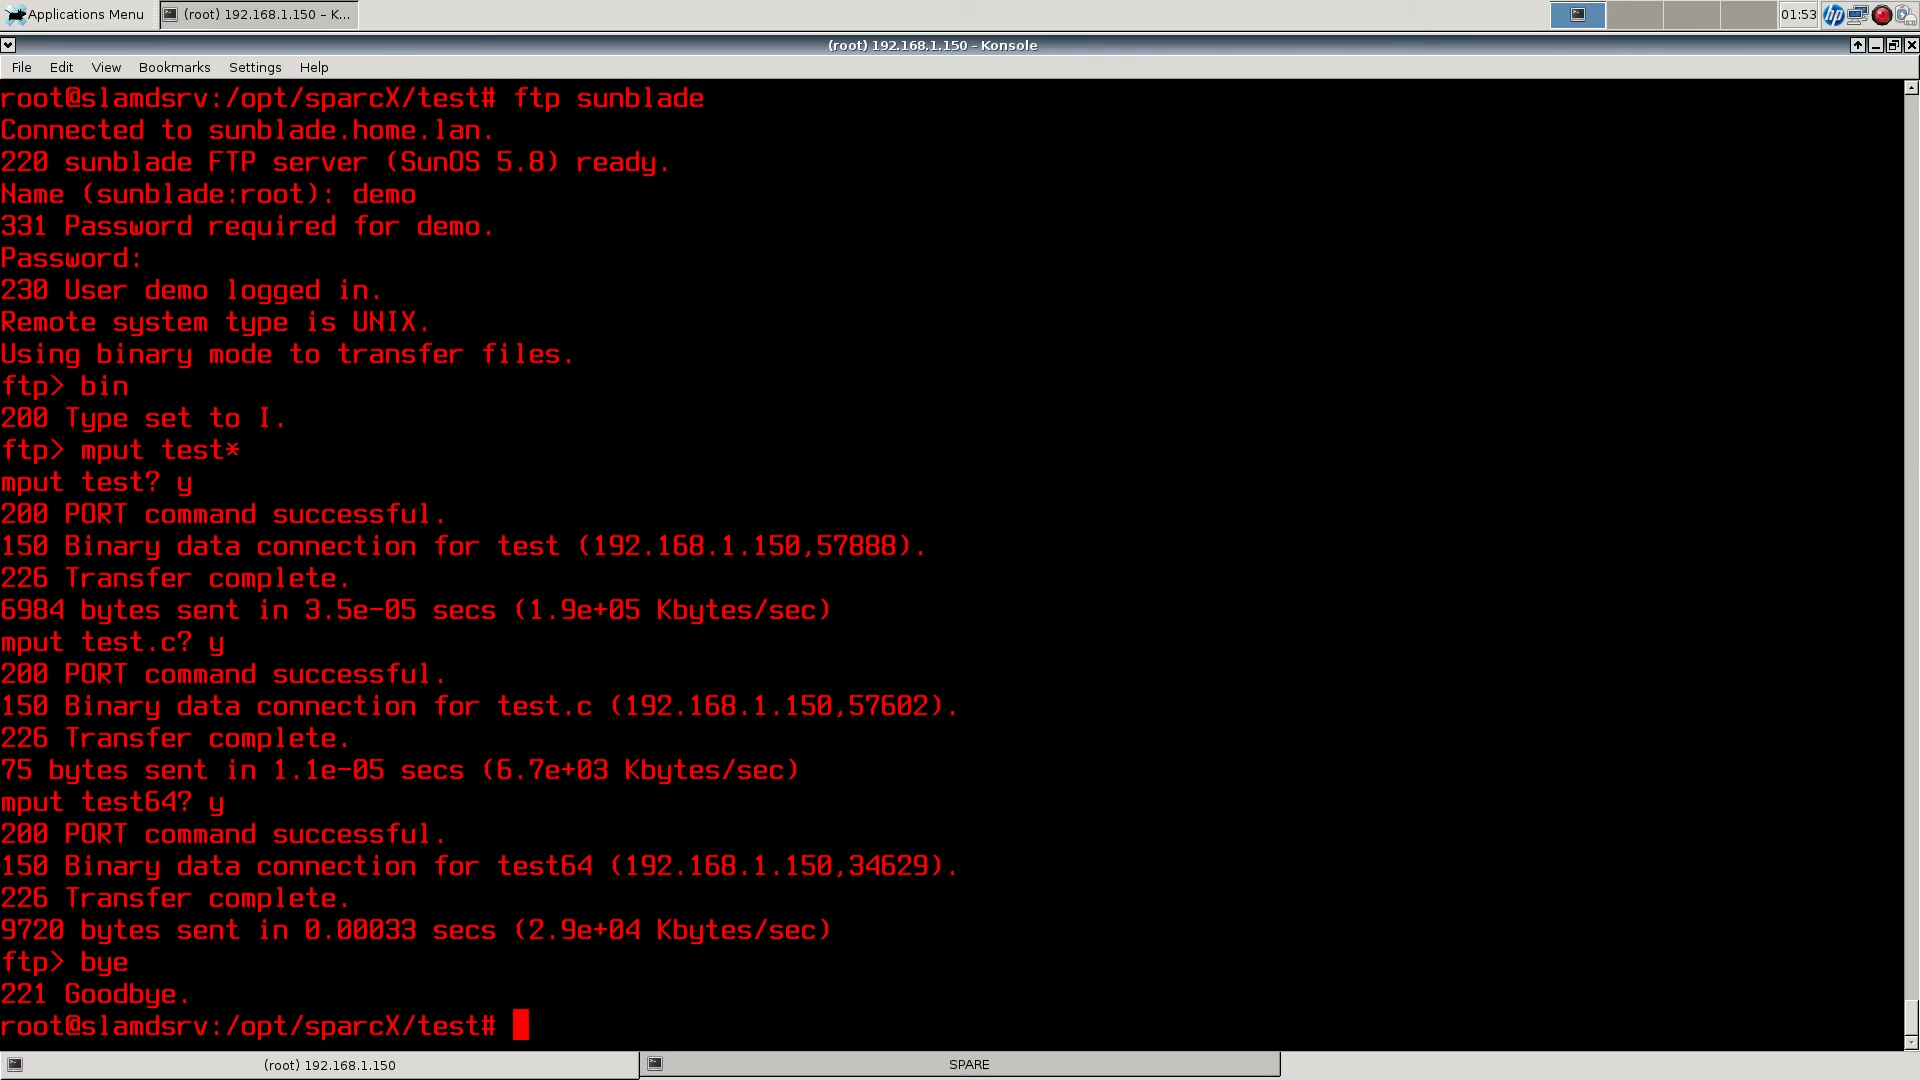 Applications Menu
(root) 192.168.1.150 – K...
01:53
hp
(root) 192.168.1.150 – Konsole
File Edit View Bookmarks Settings Help
root@slamdsrv:/opt/sparcX/test# ftp sunblade
Connected to sunblade.home.lan.
220 sunblade FTP server (SunOS 5.8) ready.
Name (sunblade:root): demo
331 Password required for demo.
Password:
230 User demo logged in.
Remote system type is UNIX.
Using binary mode to transfer files.
ftp> bin
200 Type set to I.
ftp> mput test*
mput test? y
200 PORT command successful.
150 Binary data connection for test (192.168.1.150,57888).
226 Transfer complete.
6984 bytes sent in 3.5e-05 secs (1.9e+05 Kbytes/sec)
mput test.c? y
200 PORT command successful.
150 Binary data connection for test.c (192.168.1.150,57602).
226 Transfer complete.
75 bytes sent in 1.1e-05 secs (6.7e+03 Kbytes/sec)
mput test64? y
200 PORT command successful.
150 Binary data connection for test64 (192.168.1.150,34629).
226 Transfer complete.
9720 bytes sent in 0.00033 secs (2.9e+04 Kbytes/sec)
ftp> bye
221 Goodbye.
root@slamdsrv:/opt/sparcX/test#
(root) 192.168.1.150
SPARE